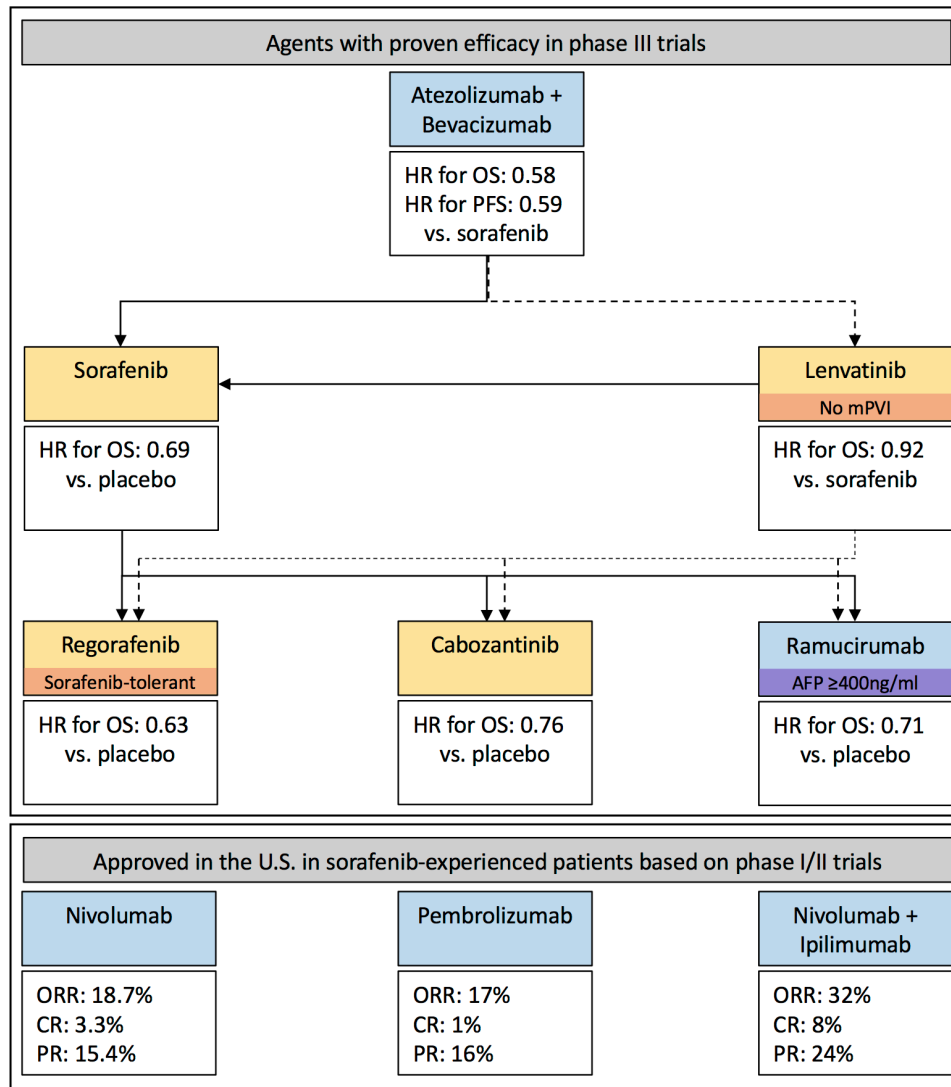 Agents with proven efficacy in phase III trials
Atezolizumab +
Bevacizumab
HR for OS: 0.58
HR for PFS: 0.59
vs. sorafenib
Sorafenib
HR for OS: 0.69
vs. placebo
Lenvatinib
No mPVI
HR for OS: 0.92
vs. sorafenib
Regorafenib
Sorafenib-tolerant
HR for OS: 0.63
vs. placebo
Cabozantinib
HR for OS: 0.76
vs. placebo
Ramucirumab
AFP ≥400ng/ml
HR for OS: 0.71
vs. placebo
Approved in the U.S. in sorafenib-experienced patients based on phase I/II trials
Nivolumab
ORR: 18.7%
CR: 3.3%
PR: 15.4%
Pembrolizumab
ORR: 17%
CR: 1%
PR: 16%
Nivolumab +
Ipilimumab
ORR: 32%
CR: 8%
PR: 24%